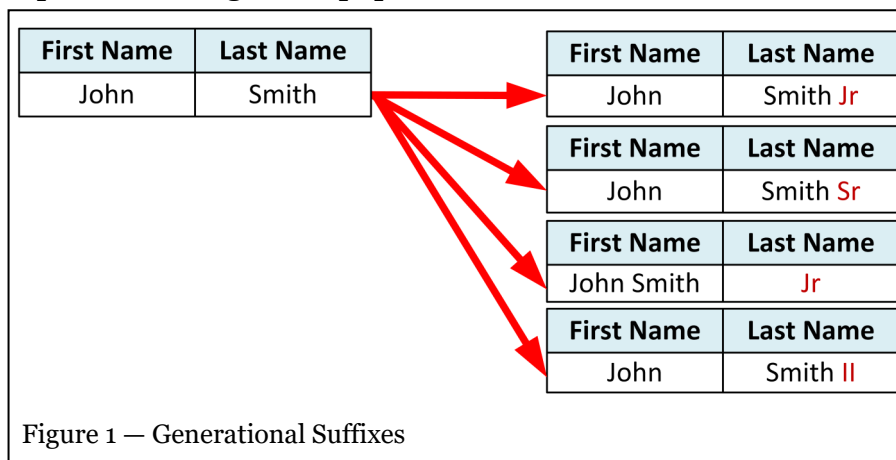 First Name Last Name
John Smith
First Name Last Name
John Smith Jr
First Name Last Name
John Smith Sr
First Name Last Name
John Smith Jr
First Name Last Name
John Smith II
Figure 1 — Generational Suffixes